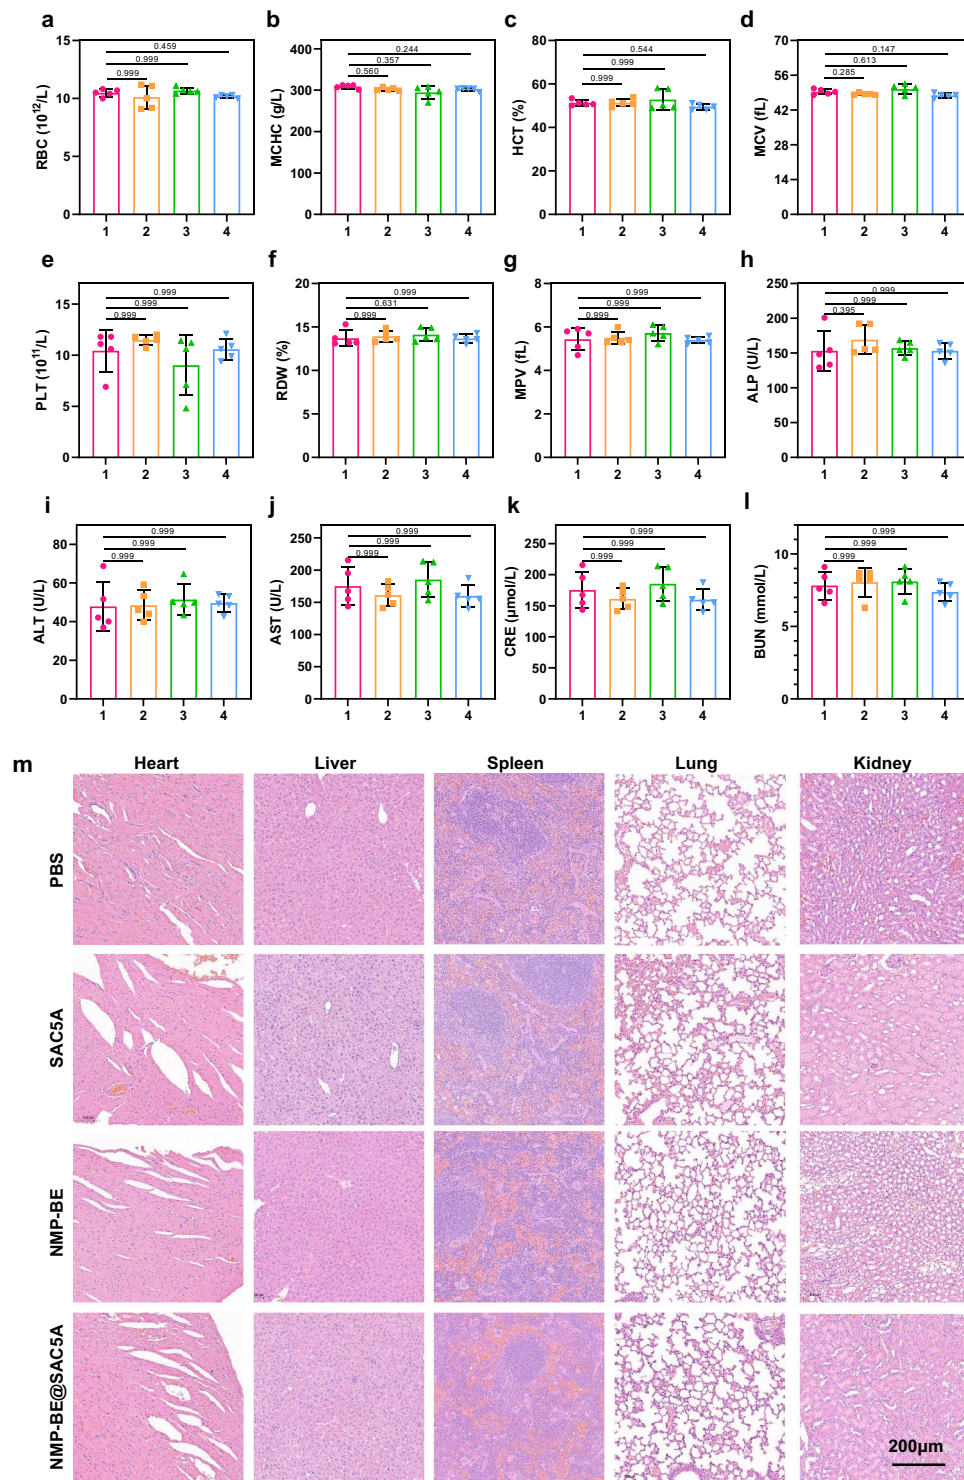 a
RBC (10¹²/L)
15
10
5
0
0.459
0.999
0.999
1 2 3 4
b
MCHC (g/L)
400
300
200
100
0
0.244
0.357
0.560
1 2 3 4
c
HCT (%)
80
60
40
20
0
0.544
0.999
0.999
1 2 3 4
d
MCV (fL)
70
56
42
28
14
0
0.147
0.613
0.285
1 2 3 4
e
PLT (10¹¹/L)
15
10
5
0
0.999
0.999
0.999
1 2 3 4
f
RDW (%)
20
15
10
5
0
0.999
0.631
0.999
1 2 3 4
g
MPV (fL)
8
6
4
2
0
0.999
0.999
0.999
1 2 3 4
h
ALP (U/L)
250
200
150
100
50
0
0.999
0.999
0.395
1 2 3 4
i
ALT (U/L)
80
60
40
20
0
0.999
0.999
0.999
1 2 3 4
j
AST (U/L)
250
200
150
100
50
0
0.999
0.999
0.999
1 2 3 4
k
CRE (μmol/L)
250
200
150
100
50
0
0.999
0.999
0.999
1 2 3 4
l
BUN (mmol/L)
10
5
0
0.999
0.999
0.999
1 2 3 4
m
Heart Liver Spleen Lung Kidney
PBS
SAC5A
NMP-BE
NMP-BE@SAC5A
200μm